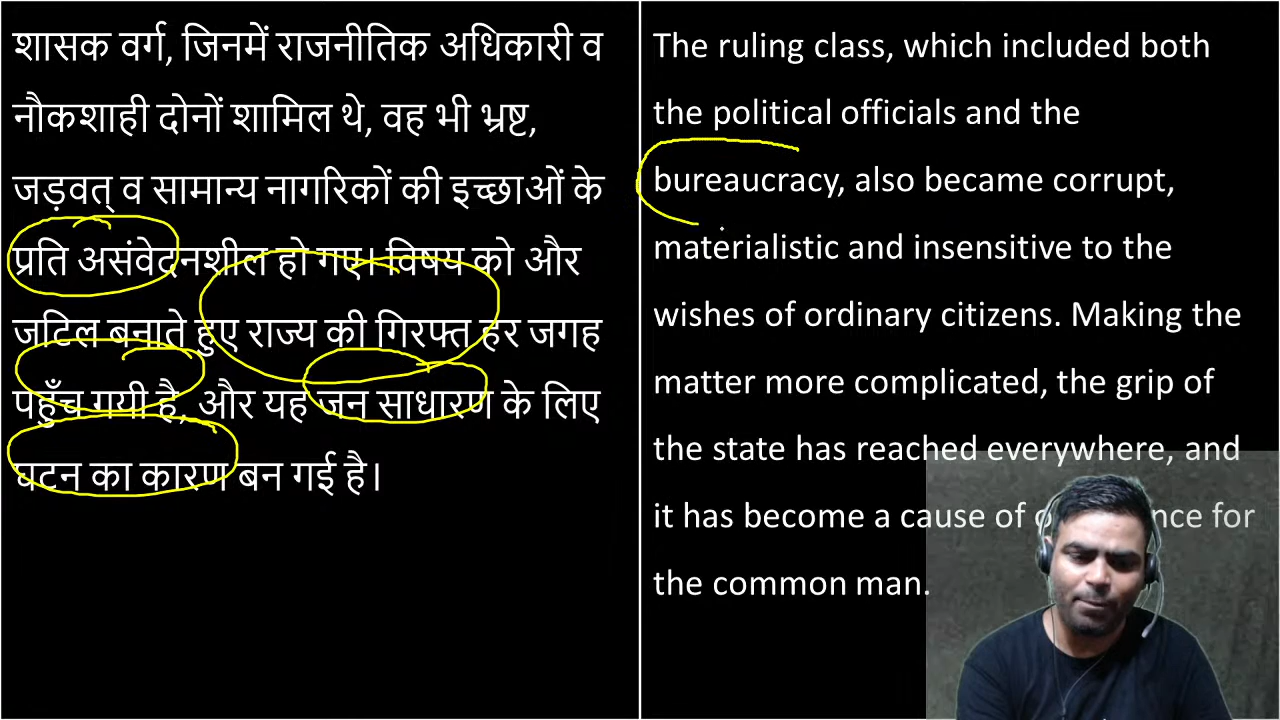 शासक वर्ग, जिनमें राजनीतिक अधिकारी व
नौकशाही दोनों शामिल थे, वह भी भ्रष्ट,
जड़वत् व सामान्य नागरिकों की इच्छाओं के
प्रति असंवेदनशील हो गए। विषय को और
जटिल बनाते हुए राज्य की गिरफ्त हर जगह
पहुँच गयी है, और यह जन साधारण के लिए
घटन का कारण बन गई है।
The ruling class, which included both
the political officials and the
bureaucracy, also became corrupt,
materialistic and insensitive to the
wishes of ordinary citizens. Making the
matter more complicated, the grip of
the state has reached everywhere, and
it has become a cause of for
the common man.